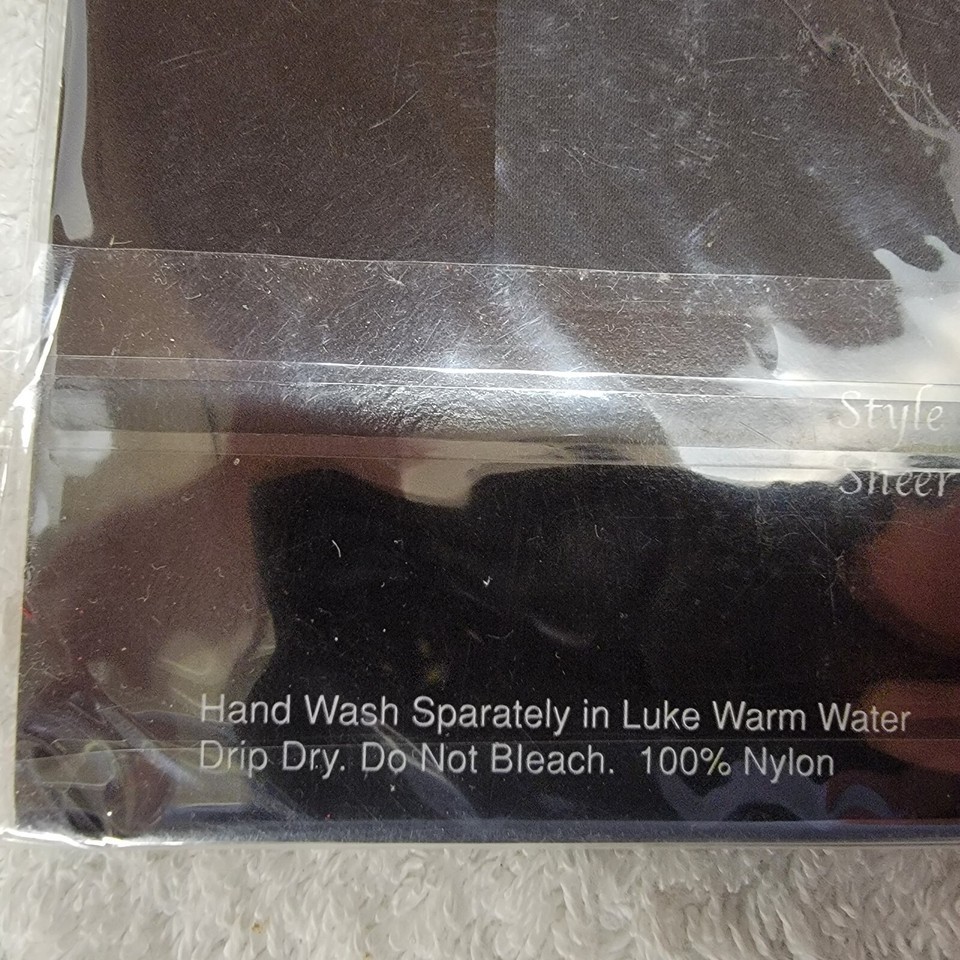 Style
Sheer
Hand Wash Sparately in Luke Warm Water
Drip Dry. Do Not Bleach. 100% Nylon